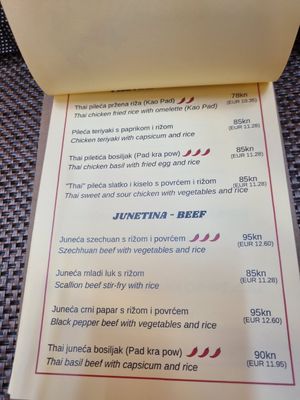 Thai pileća pržena riža (Kao Pad) 78kn
Thai chicken fried rice with omelette (Kao Pad) (EUR 10.35)
Pileća teriyaki s paprikom i rižom 85kn
Chicken teriyaki with capsicum and rice (EUR 11.28)
Thai piletića bosiljak (Pad kra pow) 85kn
Thai chicken basil with fried egg and rice (EUR 11.28)
"Thai" pileća slatko i kiselo s povrćem i rižom 85kn
Thai sweet and sour chicken with vegetables and rice (EUR 11.28)
JUNETINA - BEEF
Juneća szechuan s rižom i povrćem 95kn
Szechhuan beef with vegetables and rice (EUR 12.60)
Juneća mladi luk s rižom 85kn
Scallion beef stir-fry with rice (EUR 11.28)
Juneća crni papar s rižom i povrćem 95kn
Black pepper beef with vegetables and rice (EUR 12.60)
Thai juneća bosiljak (Pad kra pow) 90kn
Thai basil beef with capsicum and rice (EUR 11.95)